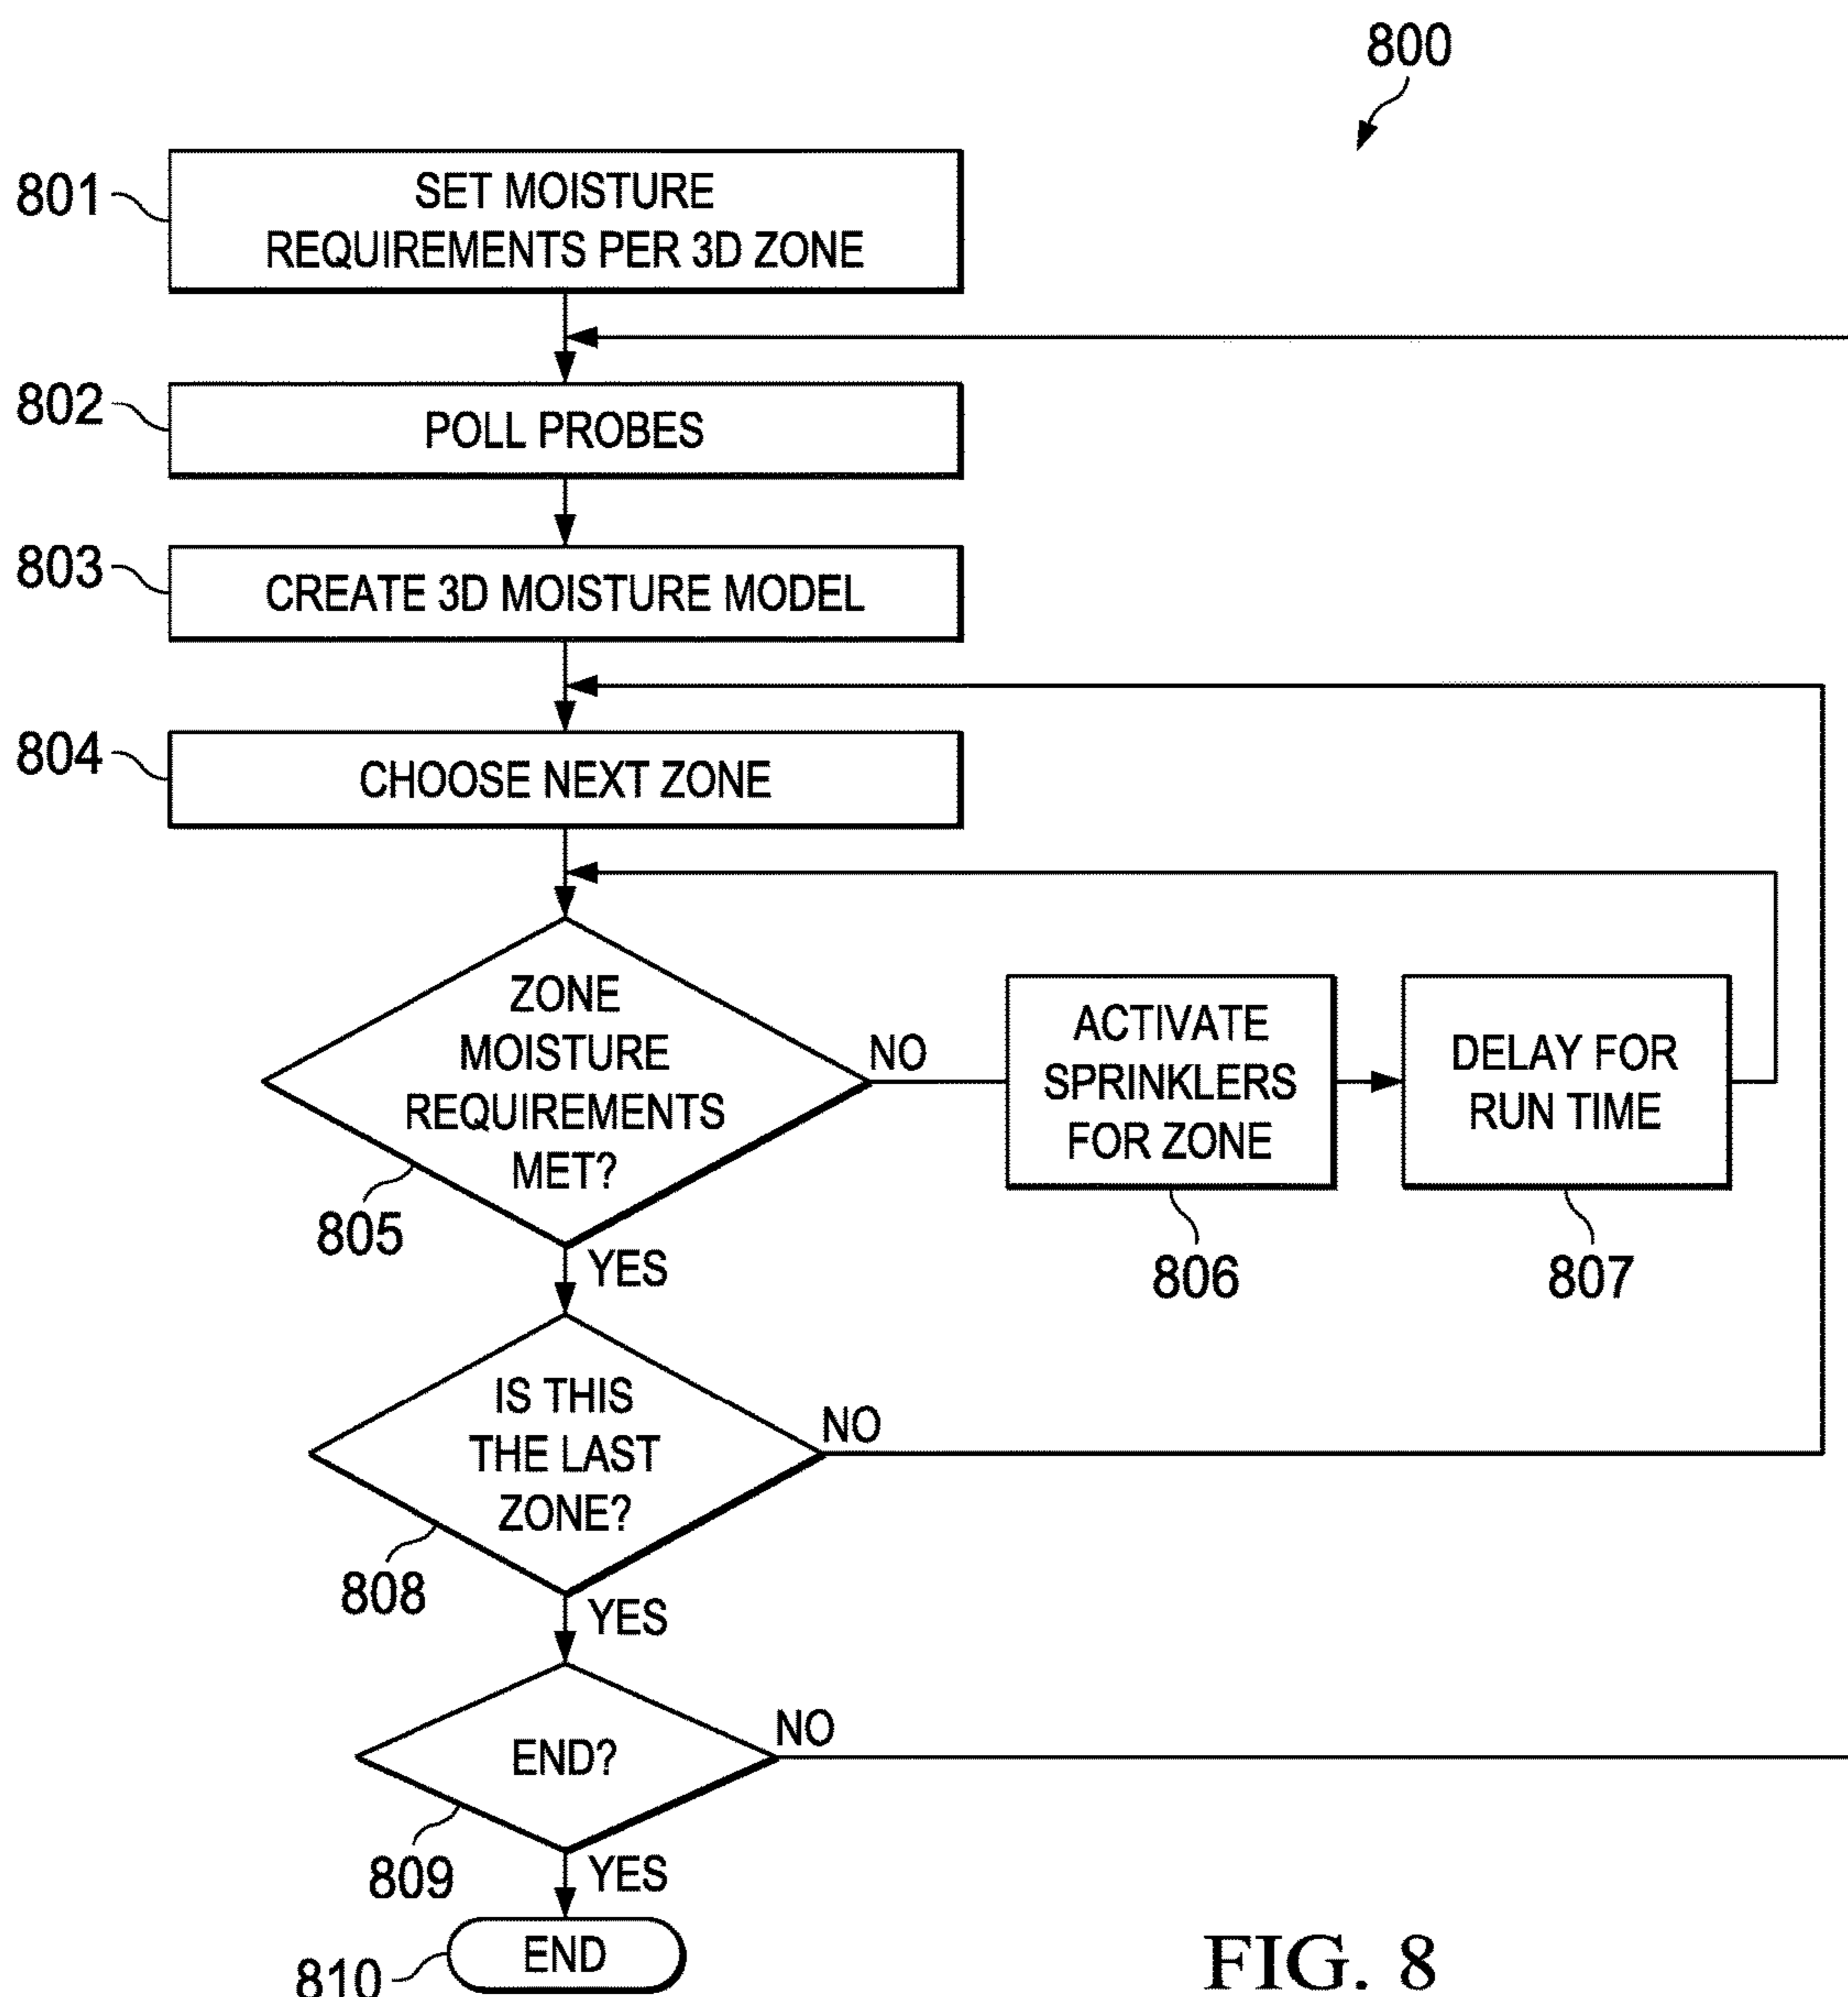 800
801
SET MOISTURE
REQUIREMENTS PER 3D ZONE
802
POLL PROBES
803
CREATE 3D MOISTURE MODEL
804
CHOOSE NEXT ZONE
ZONE
MOISTURE
REQUIREMENTS
MET?
805
NO
ACTIVATE
SPRINKLERS
FOR ZONE
806
DELAY FOR
RUN TIME
807
YES
IS THIS
THE LAST
ZONE?
808
NO
YES
END?
809
NO
YES
END
810
FIG. 8